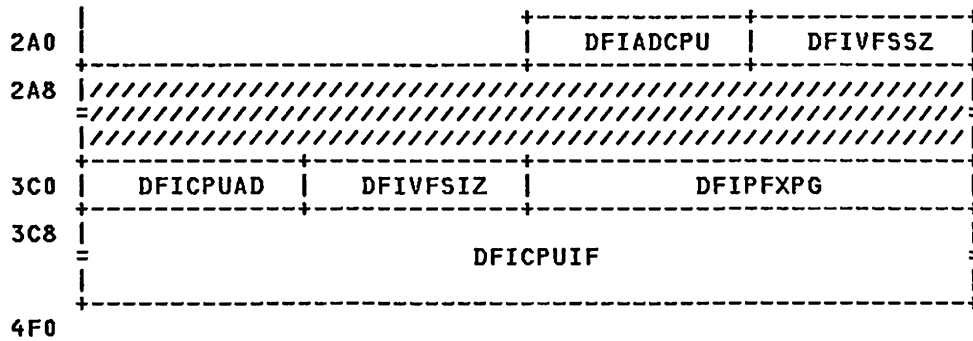 2A0 | DFIADCPU | DFIVFSSZ |
2A8 |////////////////////////////////////////////|
=////////////////////////////////////////////=
|////////////////////////////////////////////|
3C0 | DFICPUAD | DFIVFSIZ | DFIPFXPG |
3C8
= DFICPUIF =
4F0